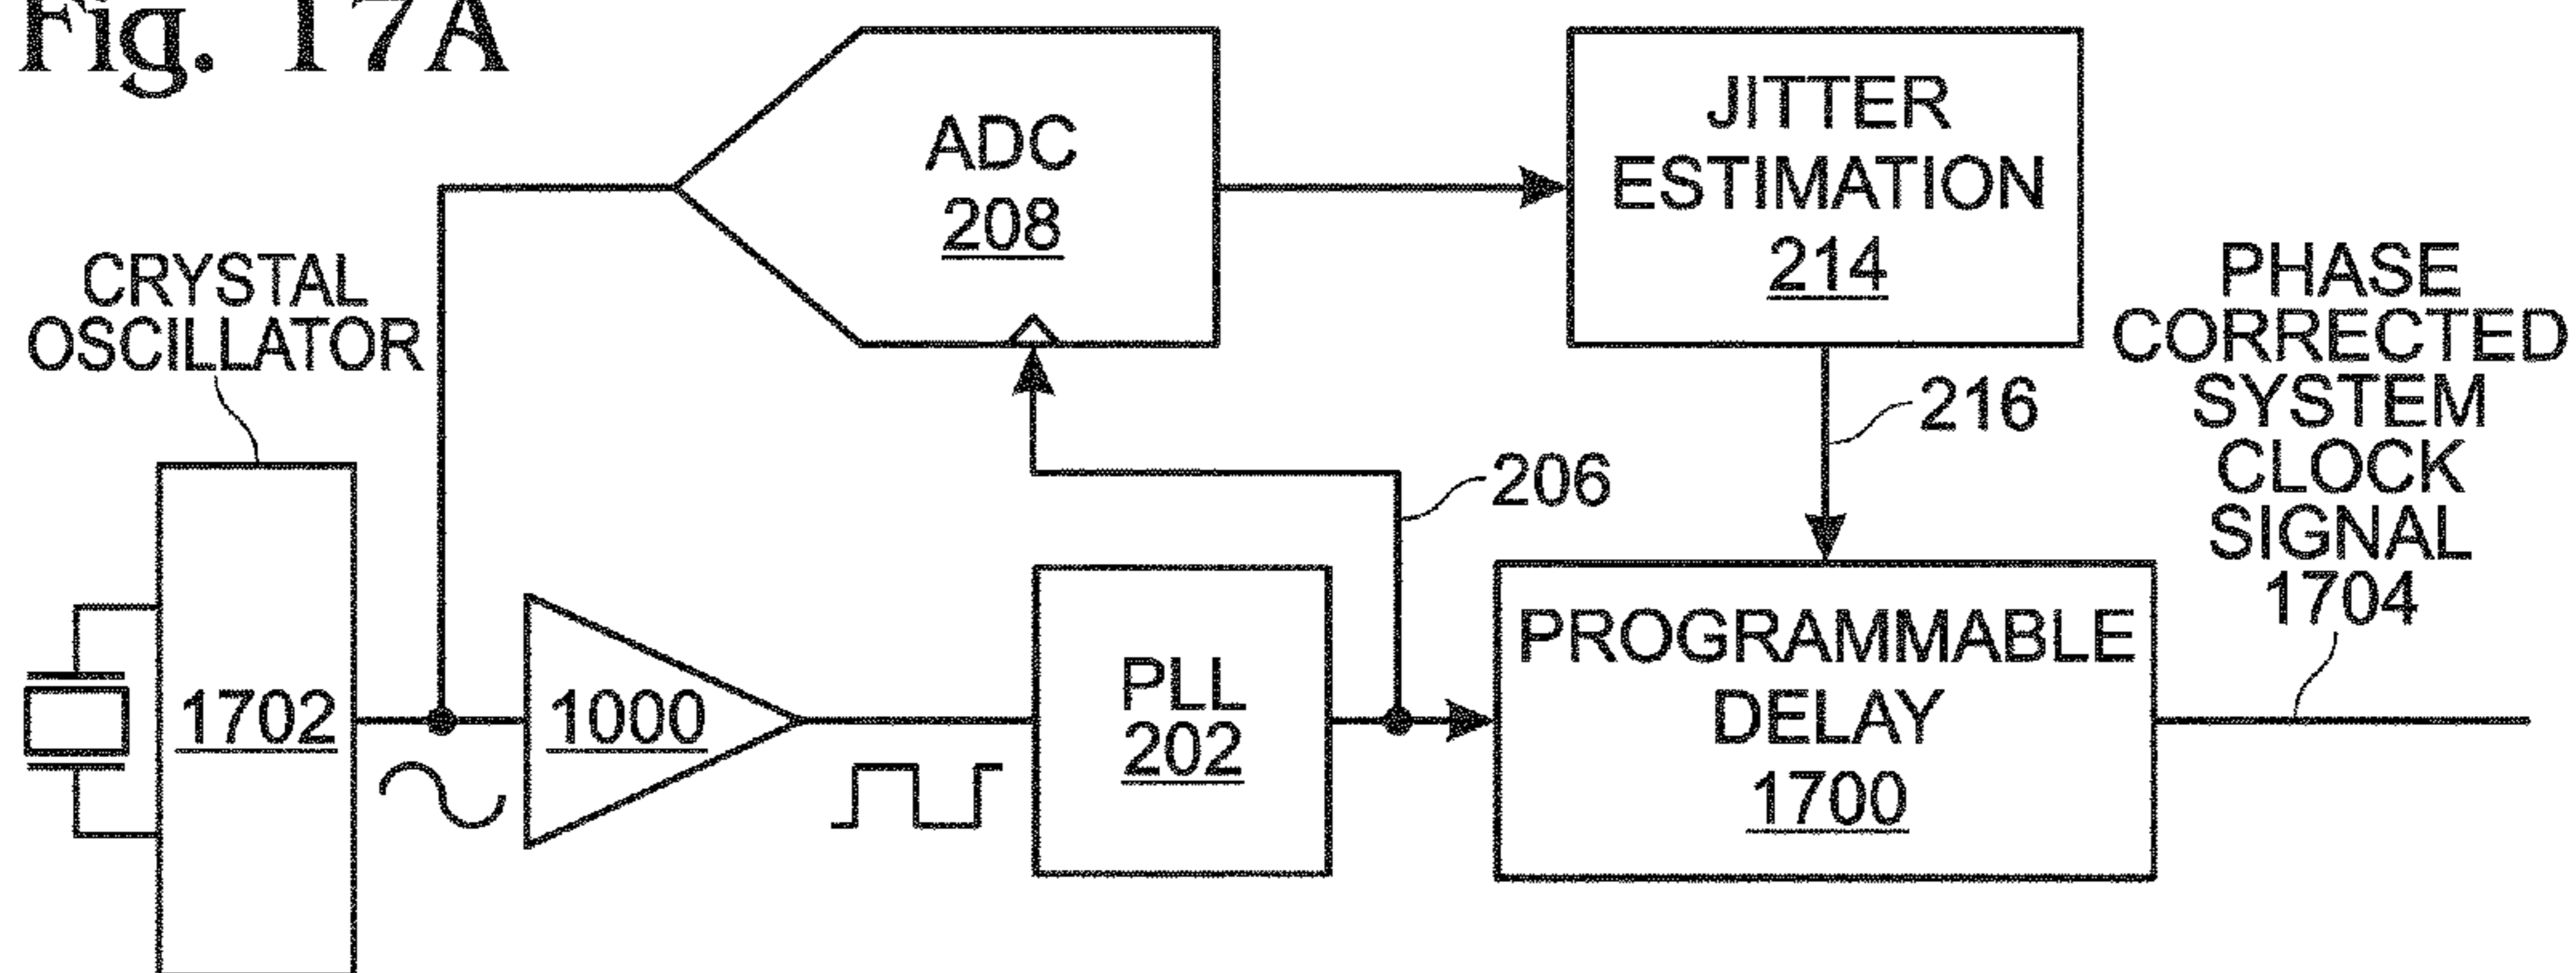 Fig. 17A
ADC
208
JITTER
ESTIMATION
214
CRYSTAL
OSCILLATOR
1702
1000
PLL
202
206
216
PROGRAMMABLE
DELAY
1700
PHASE
CORRECTED
SYSTEM
CLOCK
SIGNAL
1704